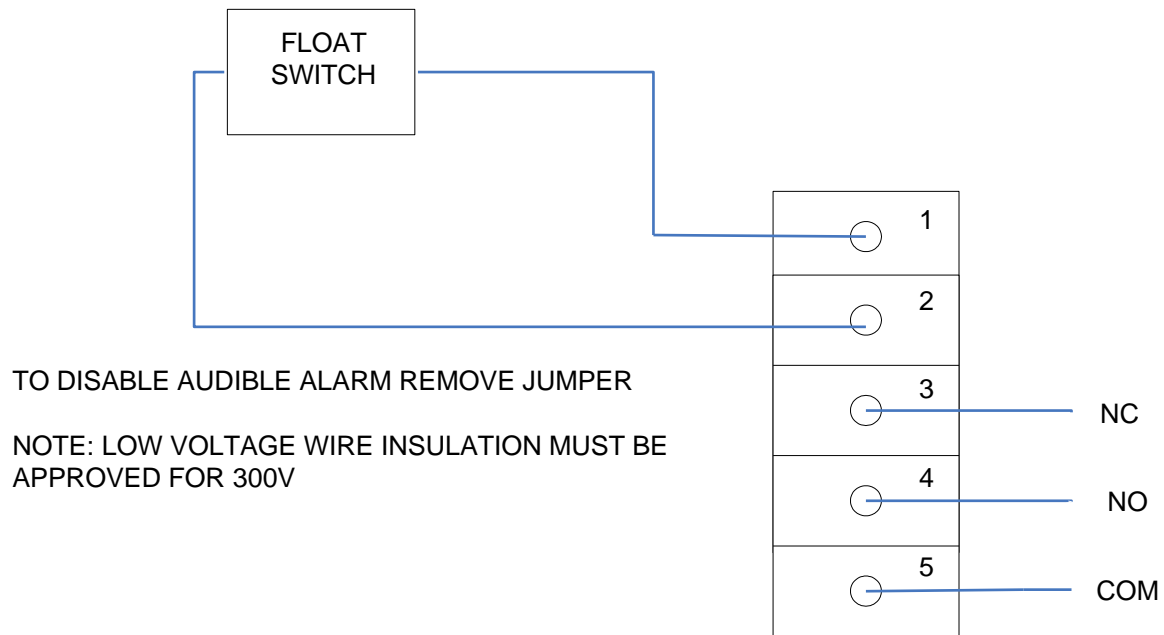 FLOAT
SWITCH
1
2
TO DISABLE AUDIBLE ALARM REMOVE JUMPER
3
NC
NOTE: LOW VOLTAGE WIRE INSULATION MUST BE
APPROVED FOR 300V
4
NO
5
COM